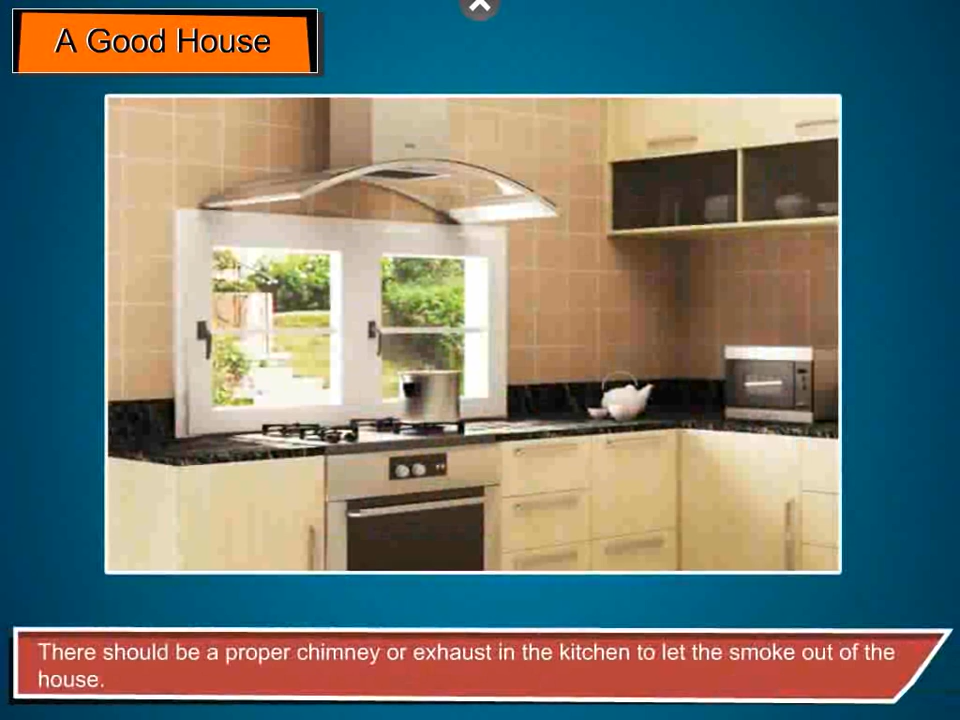 A Good House
There should be a proper chimney or exhaust in the kitchen to let the smoke out of the
house.